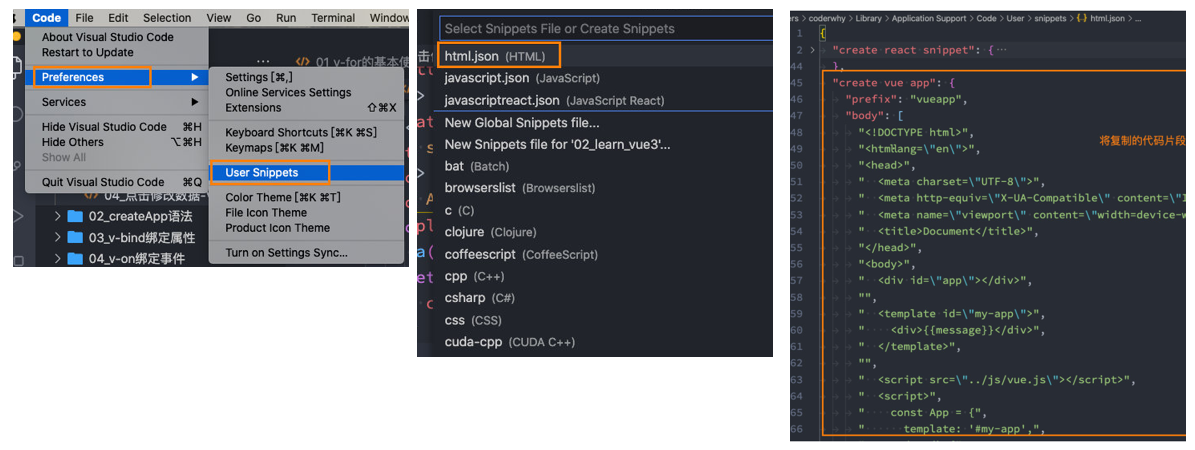 Code File Edit Selection View Go Run Terminal Window
About Visual Studio Code
Restart to Update
Preferences
Services
Hide Visual Studio Code ⌘H
Hide Others ⌥⌘H
Show All
Quit Visual Studio Code ⌘Q
Settings [⌘,]
Online Services Settings
Extensions ⇧⌘X
Keyboard Shortcuts [⌘K ⌘S]
Keymaps [⌘K ⌘M]
User Snippets
Color Theme [⌘K ⌘T]
File Icon Theme
Product Icon Theme
Turn on Settings Sync...
01 v-for的基本使
04_点击修改数据-
02_createApp语法
03_v-bind绑定属性
04_v-on绑定事件
Select Snippets File or Create Snippets
html.json (HTML)
javascript.json (JavaScript)
javascriptreact.json (JavaScript React)
New Global Snippets file...
New Snippets file for '02_learn_vue3'...
bat (Batch)
browserslist (Browserslist)
c (C)
clojure (Clojure)
coffeescript (CoffeeScript)
cpp (C++)
csharp (C#)
css (CSS)
cuda-cpp (CUDA C++)
ers › coderwhy › Library › Application Support › Code › User › snippets › {..} html.json › ...
1 {
2 "create react snippet": {...
44 },
45 "create vue app": {
46 "prefix": "vueapp",
47 "body": [
48 "<!DOCTYPE html>",
49 "<html lang=\"en\">",
50 "<head>",
51 " <meta charset=\"UTF-8\">",
52 " <meta http-equiv=\"X-UA-Compatible\" content=\"I
53 " <meta name=\"viewport\" content=\"width=device-w
54 " <title>Document</title>",
55 "</head>",
56 "<body>",
57 " <div id=\"app\"></div>",
58 "",
59 " <template id=\"my-app\">",
60 " <div>{{message}}</div>",
61 " </template>",
62 "",
63 " <script src=\"../js/vue.js\"></script>",
64 " <script>",
65 " const App = {",
66 " template: '#my-app',",
将复制的代码片段